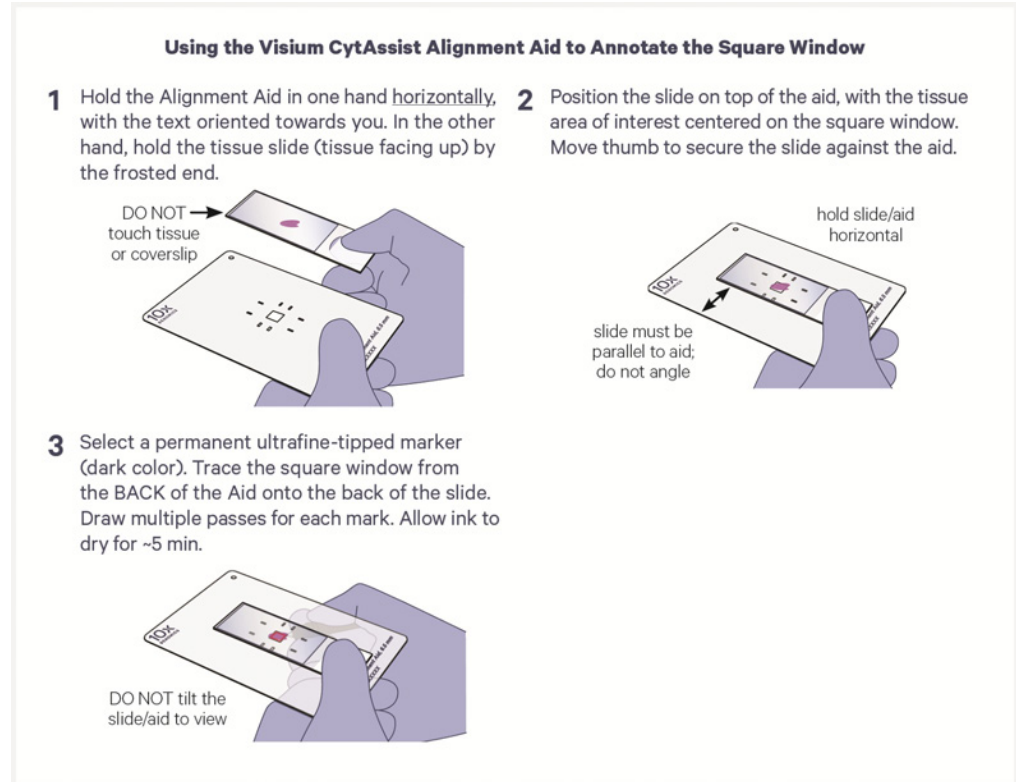 Using the Visium CytAssist Alignment Aid to Annotate the Square Window
1 Hold the Alignment Aid in one hand horizontally,
with the text oriented towards you. In the other
hand, hold the tissue slide (tissue facing up) by
the frosted end.
DO NOT
touch tissue
or coverslip
10x
2 Position the slide on top of the aid, with the tissue
area of interest centered on the square window.
Move thumb to secure the slide against the aid.
hold slide/aid
horizontal
10x
slide must be
parallel to aid;
do not angle
3 Select a permanent ultrafine-tipped marker
(dark color). Trace the square window from
the BACK of the Aid onto the back of the slide.
Draw multiple passes for each mark. Allow ink to
dry for ~5 min.
10x
DO NOT tilt the
slide/aid to view